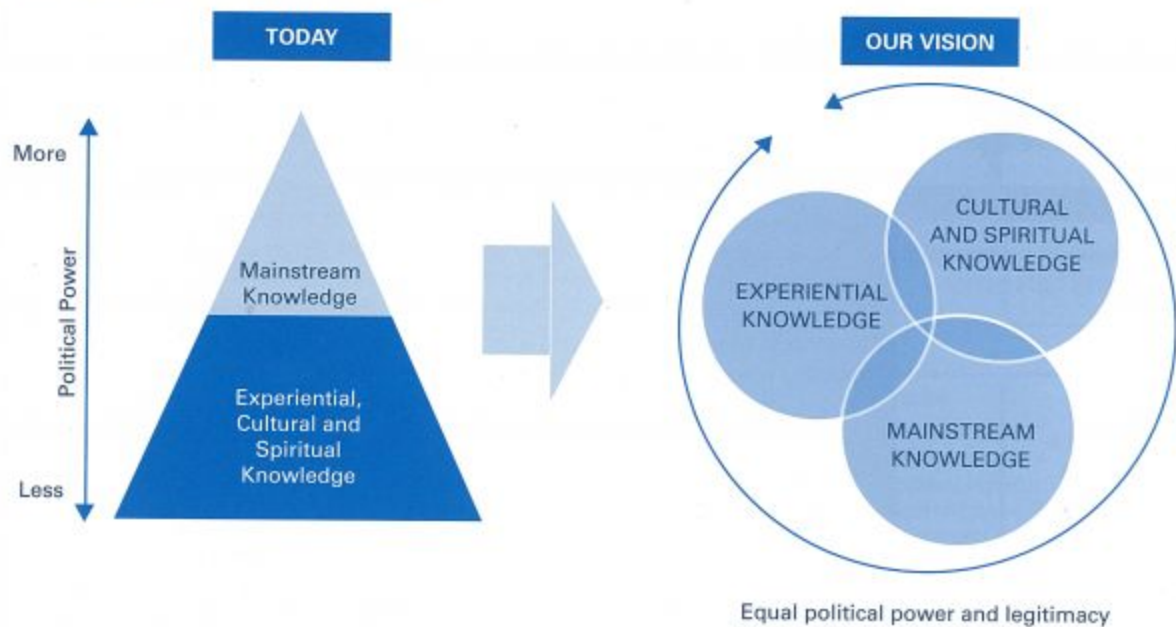 TODAY
More
Political Power
Less
Mainstream
Knowledge
Experiential,
Cultural and
Spiritual
Knowledge
OUR VISION
CULTURAL
AND SPIRITUAL
KNOWLEDGE
EXPERIENTIAL
KNOWLEDGE
MAINSTREAM
KNOWLEDGE
Equal political power and legitimacy